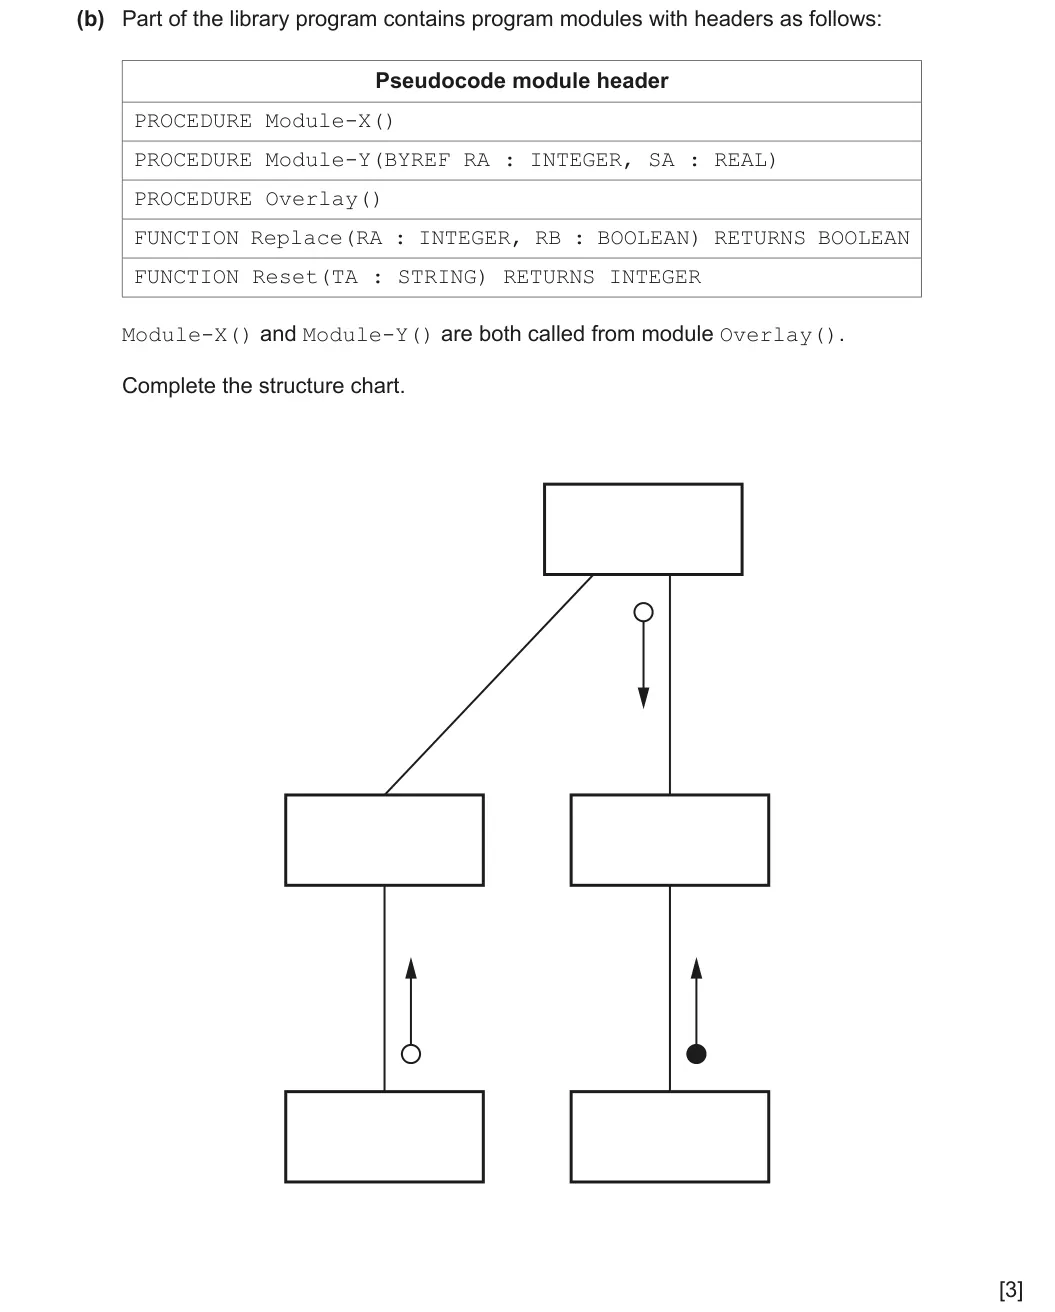 (b) Part of the library program contains program modules with headers as follows:
Pseudocode module header
PROCEDURE Module-X()
PROCEDURE Module-Y(BYREF RA : INTEGER, SA : REAL)
PROCEDURE Overlay()
FUNCTION Replace(RA : INTEGER, RB : BOOLEAN) RETURNS BOOLEAN
FUNCTION Reset(TA : STRING) RETURNS INTEGER
Module-X() and Module-Y() are both called from module Overlay().
Complete the structure chart.
[3]